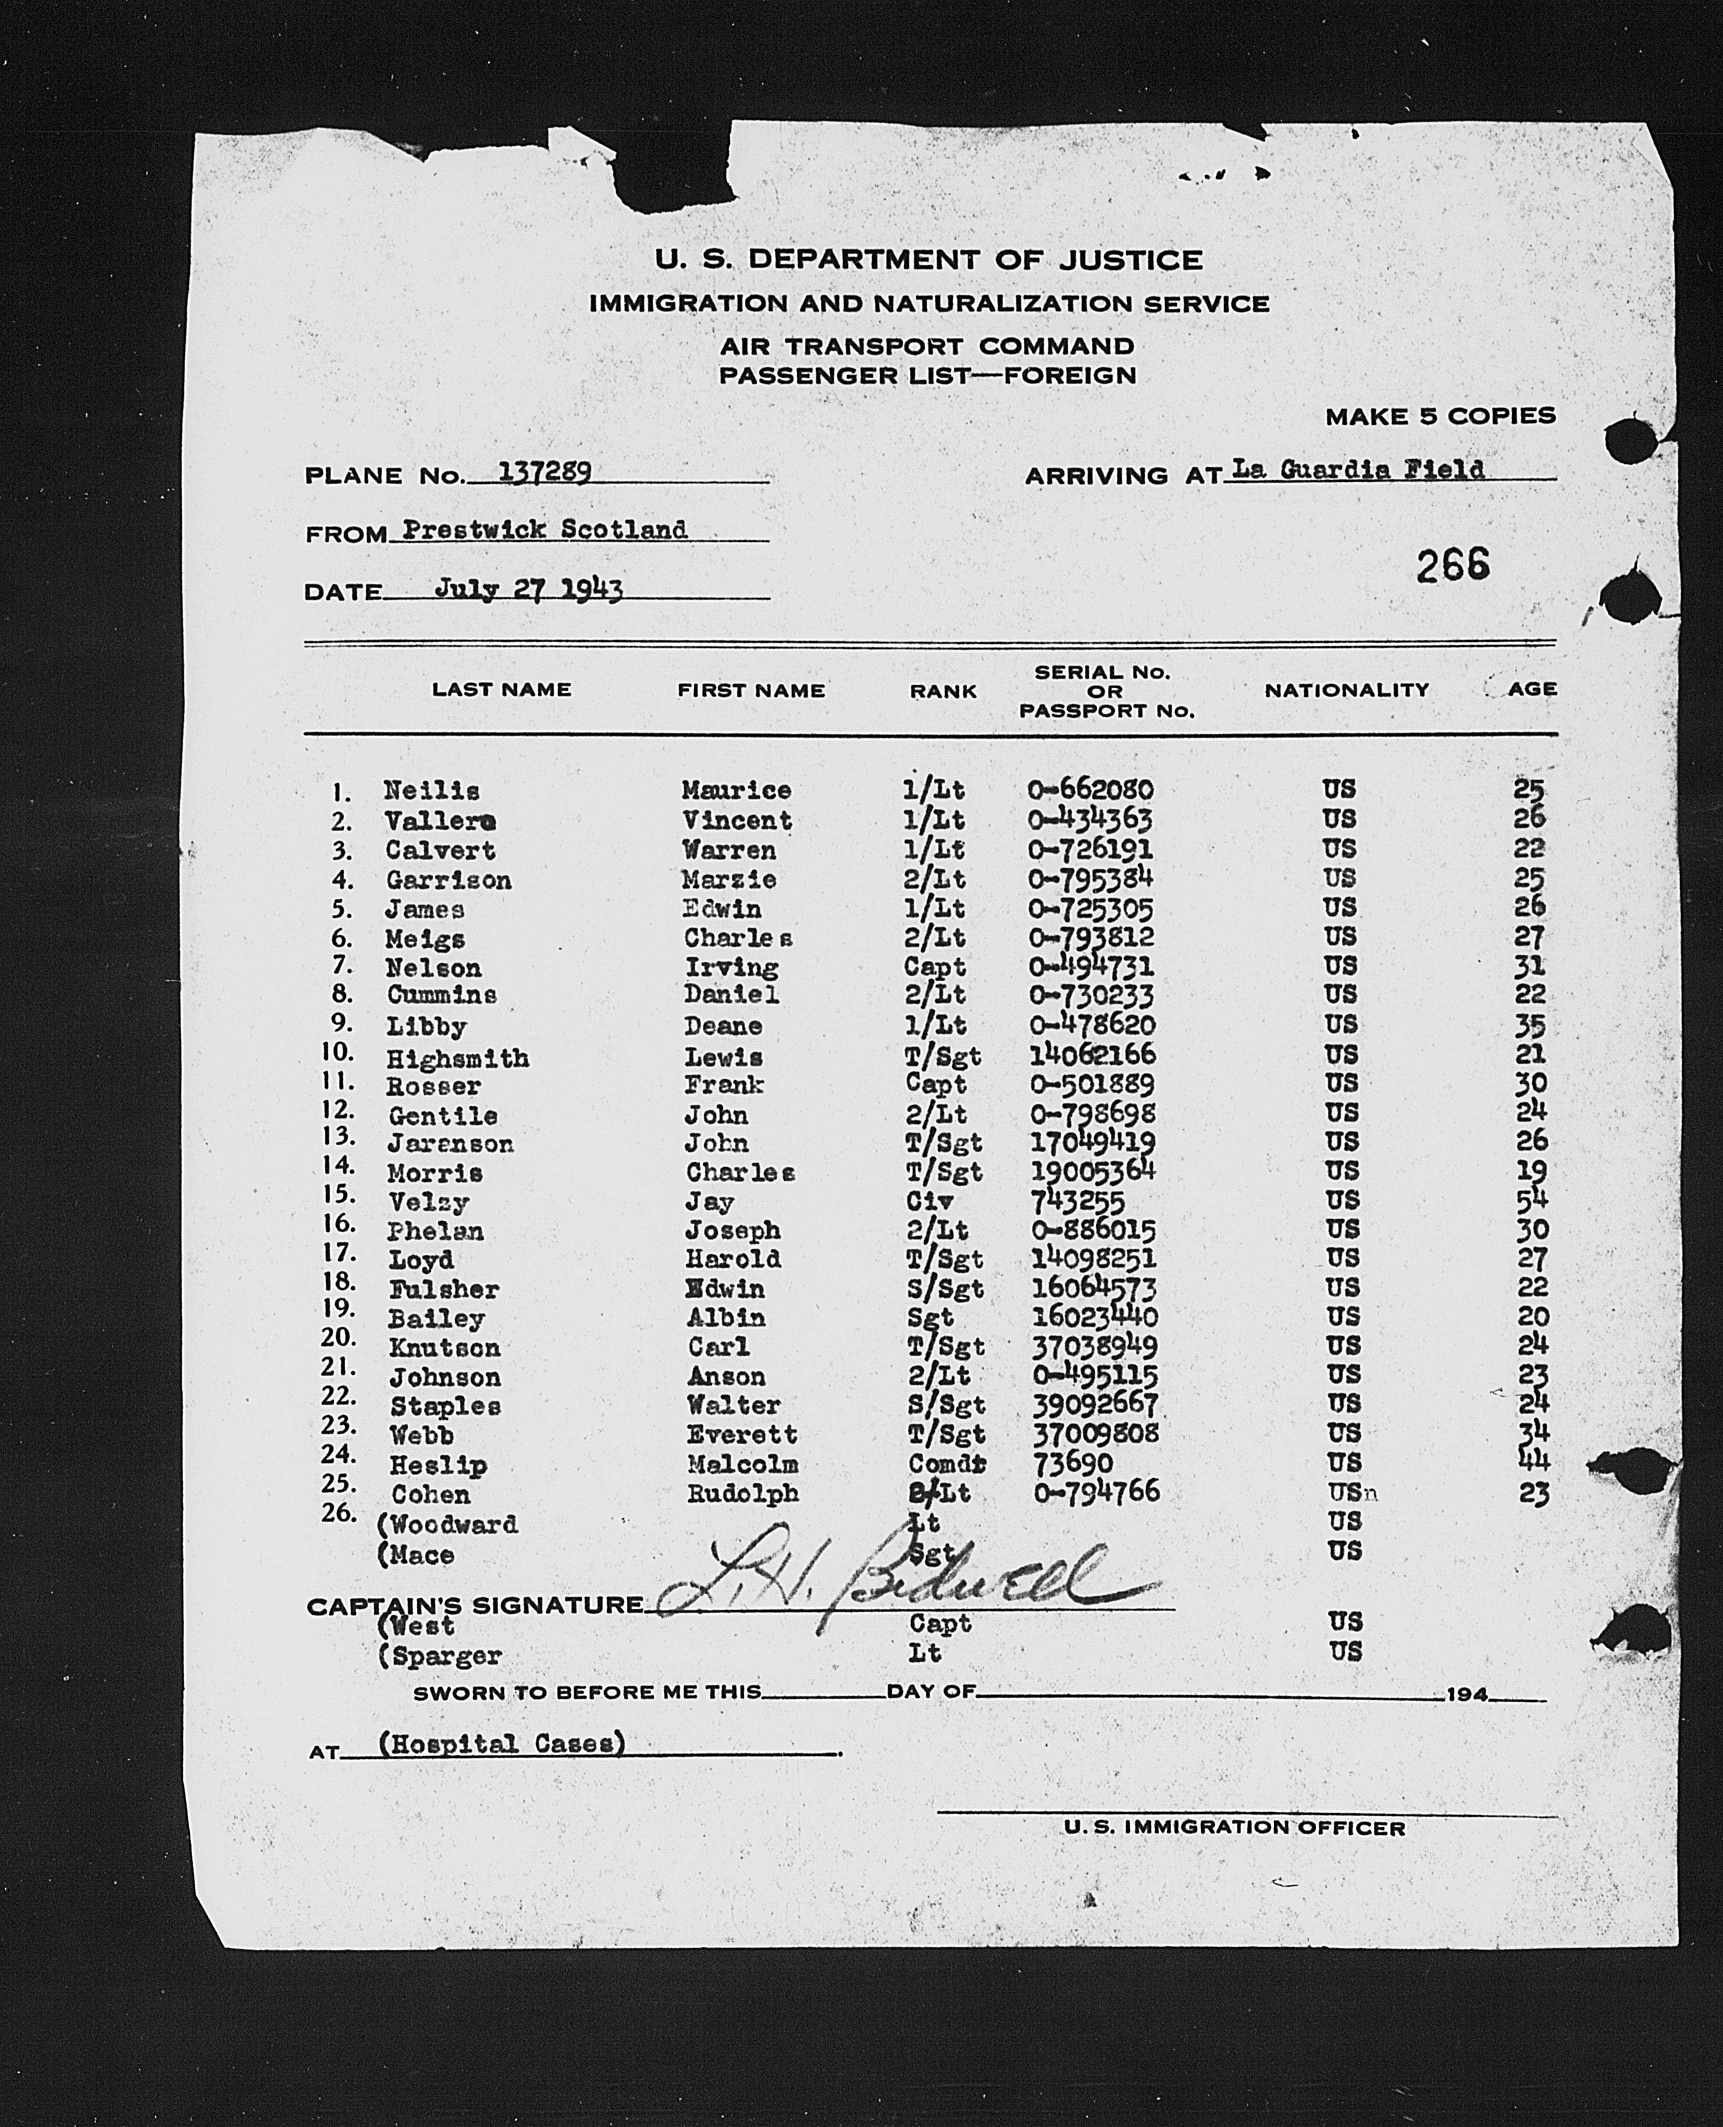 U. S. DEPARTMENT OF JUSTICE
IMMIGRATION AND NATURALIZATION SERVICE
AIR TRANSPORT COMMAND
PASSENGER LIST—FOREIGN
MAKE 5 COPIES
PLANE No. 137289 ARRIVING AT La Guardia Field
FROM Prestwick Scotland
266
DATE July 27 1943
LAST NAME FIRST NAME RANK SERIAL No. OR PASSPORT No. NATIONALITY AGE
1. Neilis Maurice 1/Lt 0-662080 US 25
2. Vallera Vincent 1/Lt 0-434363 US 26
3. Calvert Warren 1/Lt 0-726191 US 22
4. Garrison Marzie 2/Lt 0-795384 US 25
5. James Edwin 1/Lt 0-725305 US 26
6. Meigs Charles 2/Lt 0-793812 US 27
7. Nelson Irving Capt 0-494731 US 31
8. Cummins Daniel 2/Lt 0-730233 US 22
9. Libby Deane 1/Lt 0-478620 US 35
10. Highsmith Lewis T/Sgt 14062166 US 21
11. Rosser Frank Capt 0-501889 US 30
12. Gentile John 2/Lt 0-798698 US 24
13. Jarenson John T/Sgt 17049419 US 26
14. Morris Charles T/Sgt 19005364 US 19
15. Velzy Jay Civ 743255 US 54
16. Phelan Joseph 2/Lt 0-886015 US 30
17. Loyd Harold T/Sgt 14098251 US 27
18. Fulsher Edwin S/Sgt 16064573 US 22
19. Bailey Albin Sgt 16023440 US 20
20. Knutson Carl T/Sgt 37038949 US 24
21. Johnson Anson 2/Lt 0-495115 US 23
22. Staples Walter S/Sgt 39092667 US 24
23. Webb Everett T/Sgt 37009808 US 34
24. Heslip Malcolm Comdt 73690 US 44
25. Cohen Rudolph 2/Lt 0-794766 USn 23
26. (Woodward Lt US
(Mace Sgt US
CAPTAIN'S SIGNATURE L. H. Bidwell
(West Capt US
(Sparger Lt US
SWORN TO BEFORE ME THIS DAY OF 194
AT (Hospital Cases)
U. S. IMMIGRATION OFFICER